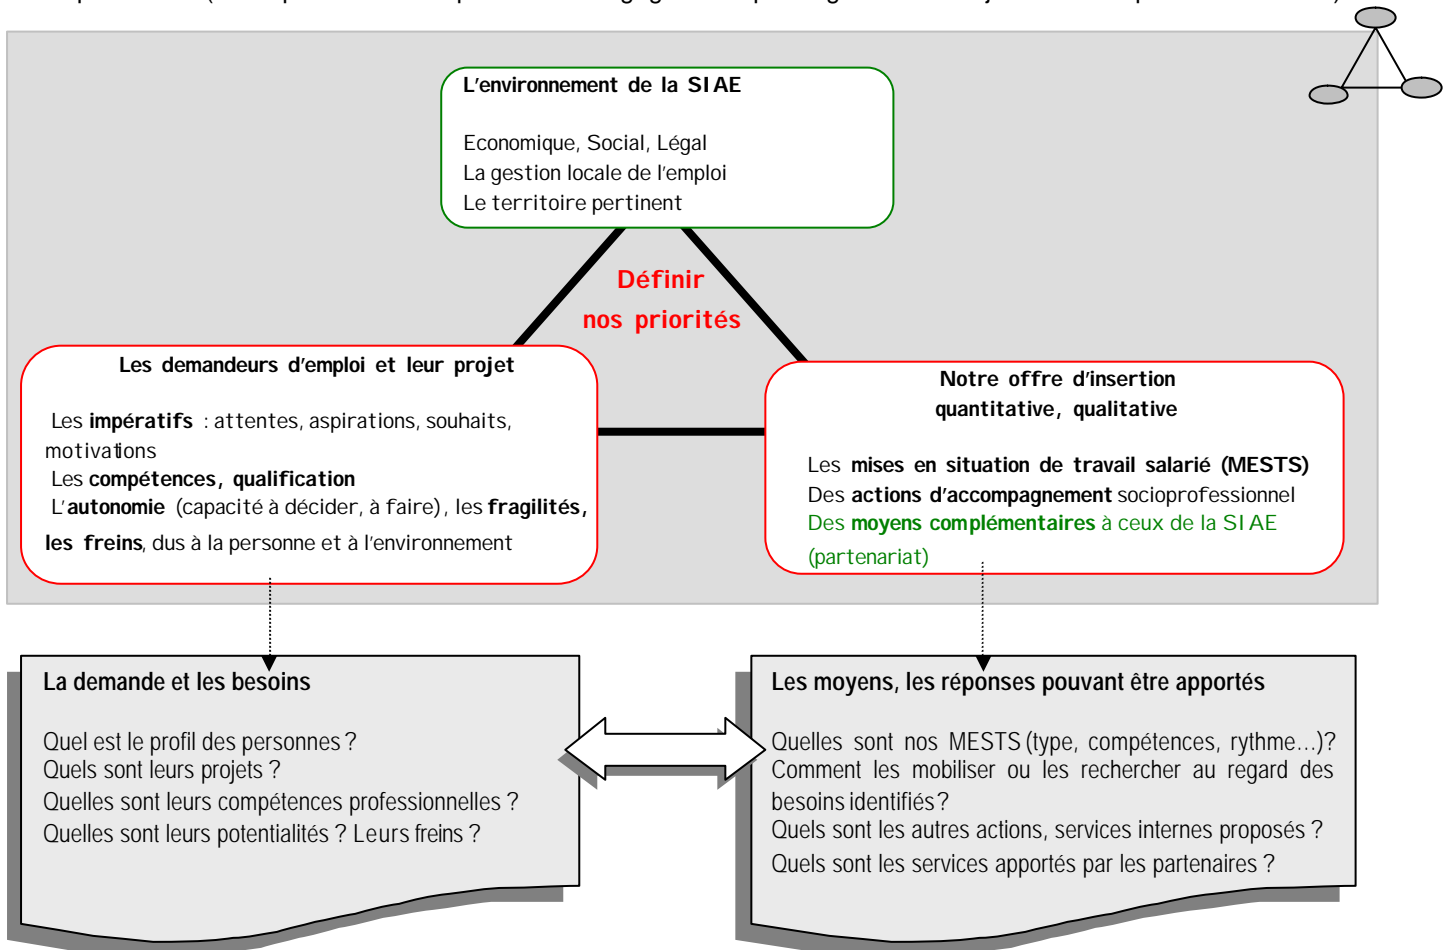 L'environnement de la SIAE
Economique, Social, Légal
La gestion locale de l'emploi
Le territoire pertinent
Définir
nos priorités
Les demandeurs d'emploi et leur projet
Les impératifs : attentes, aspirations, souhaits,
motivations
Les compétences, qualification
L'autonomie (capacité à décider, à faire), les fragilités,
les freins, dus à la personne et à l'environnement
Notre offre d'insertion
quantitative, qualitative
Les mises en situation de travail salarié (MESTS)
Des actions d'accompagnement socioprofessionnel
Des moyens complémentaires à ceux de la SIAE
(partenariat)
La demande et les besoins
Quel est le profil des personnes ?
Quels sont leurs projets ?
Quelles sont leurs compétences professionnelles ?
Quelles sont leurs potentialités ? Leurs freins ?
Les moyens, les réponses pouvant être apportés
Quelles sont nos MESTS (type, compétences, rythme…)?
Comment les mobiliser ou les rechercher au regard des
besoins identifiés ?
Quels sont les autres actions, services internes proposés ?
Quels sont les services apportés par les partenaires ?